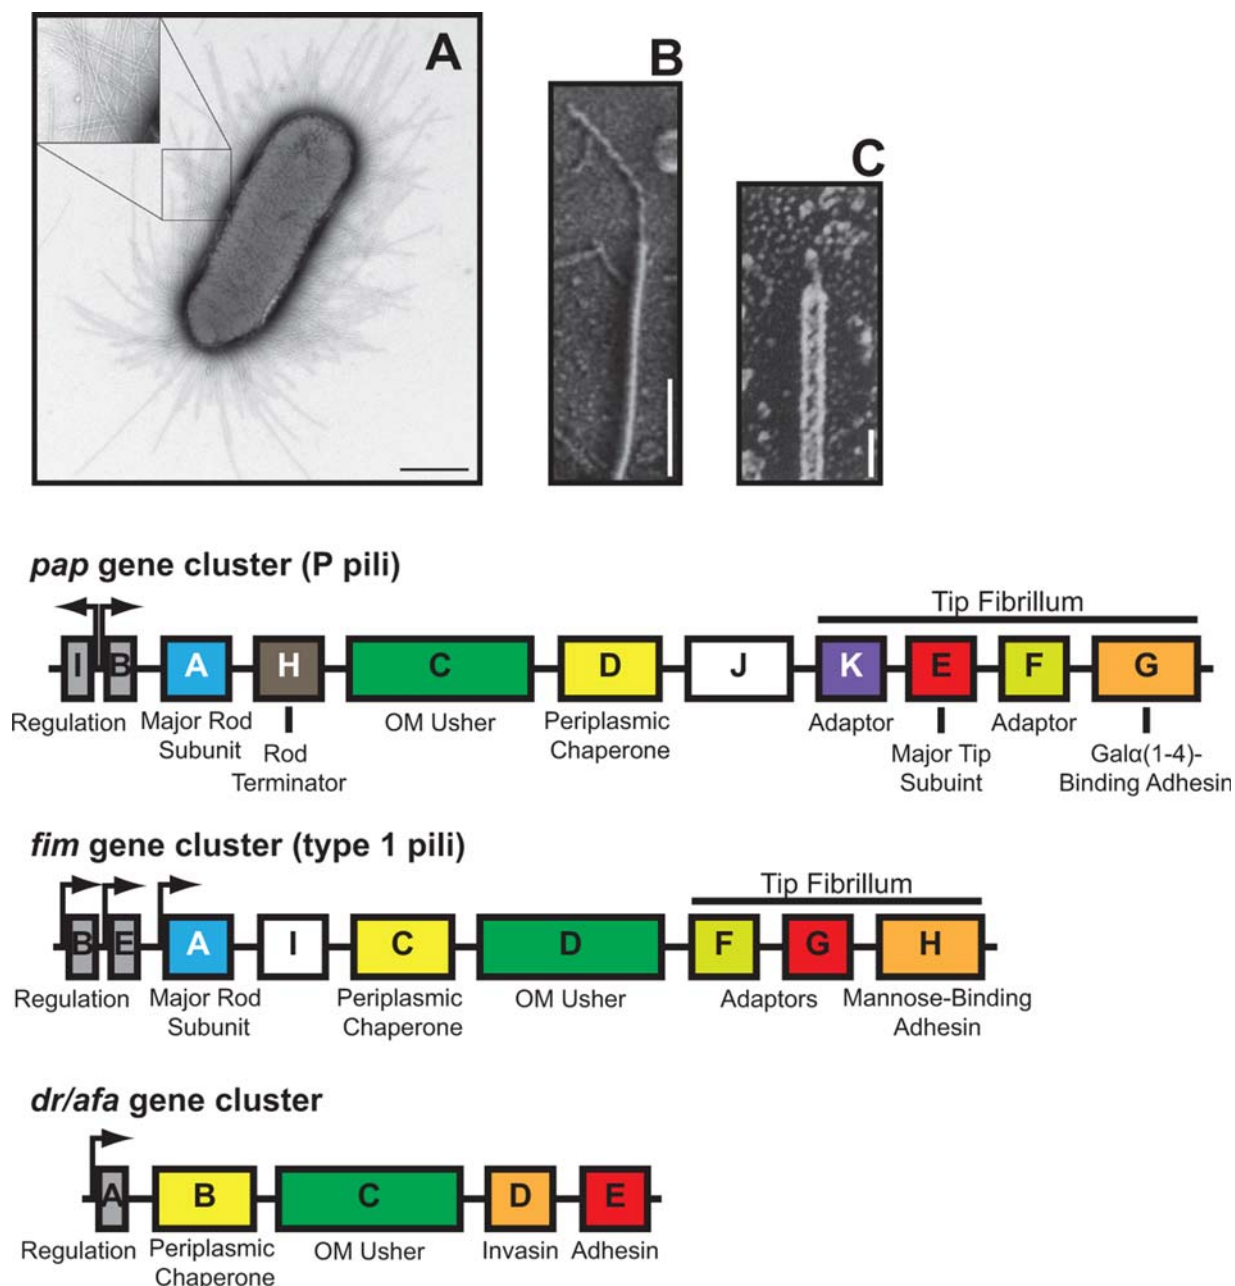 A
B
C
pap gene cluster (P pili)
Tip Fibrillum
I B A H C D J K E F G
Regulation Major Rod Subunit Rod Terminator OM Usher Periplasmic Chaperone Adaptor Major Tip Subuint Adaptor Galα(1-4)-Binding Adhesin
fim gene cluster (type 1 pili)
Tip Fibrillum
B E A I C D F G H
Regulation Major Rod Subunit Periplasmic Chaperone OM Usher Adaptors Mannose-Binding Adhesin
dr/afa gene cluster
A B C D E
Regulation Periplasmic Chaperone OM Usher Invasin Adhesin